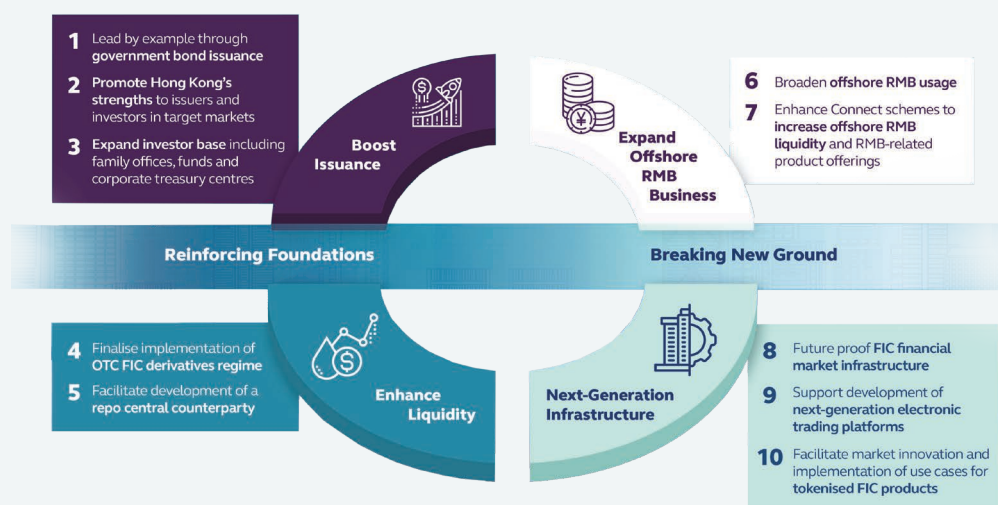 1 Lead by example through
government bond issuance
2 Promote Hong Kong's
strengths to issuers and
investors in target markets
3 Expand investor base including
family offices, funds and
corporate treasury centres
Boost
Issuance
¥
Expand
Offshore
RMB
Business
6 Broaden offshore RMB usage
7 Enhance Connect schemes to
increase offshore RMB
liquidity and RMB-related
product offerings
Reinforcing Foundations
Breaking New Ground
4 Finalise implementation of
OTC FIC derivatives regime
5 Facilitate development of a
repo central counterparty
$
$
Enhance
Liquidity
Next-Generation
Infrastructure
8 Future proof FIC financial
market infrastructure
9 Support development of
next-generation electronic
trading platforms
10 Facilitate market innovation and
implementation of use cases for
tokenised FIC products